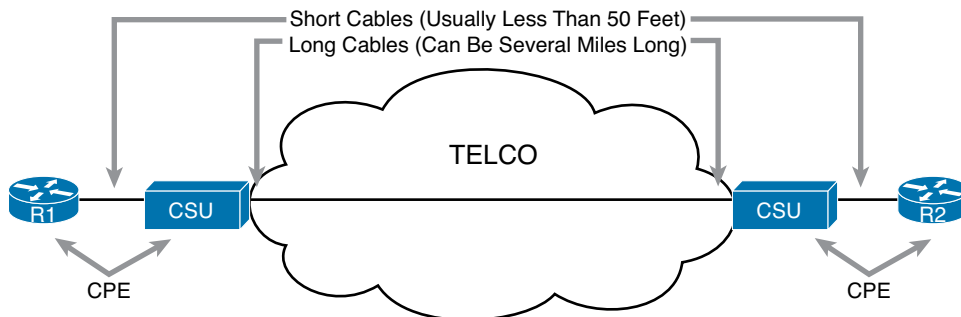 Short Cables (Usually Less Than 50 Feet)
Long Cables (Can Be Several Miles Long)
TELCO
R1
CSU
CSU
R2
CPE
CPE